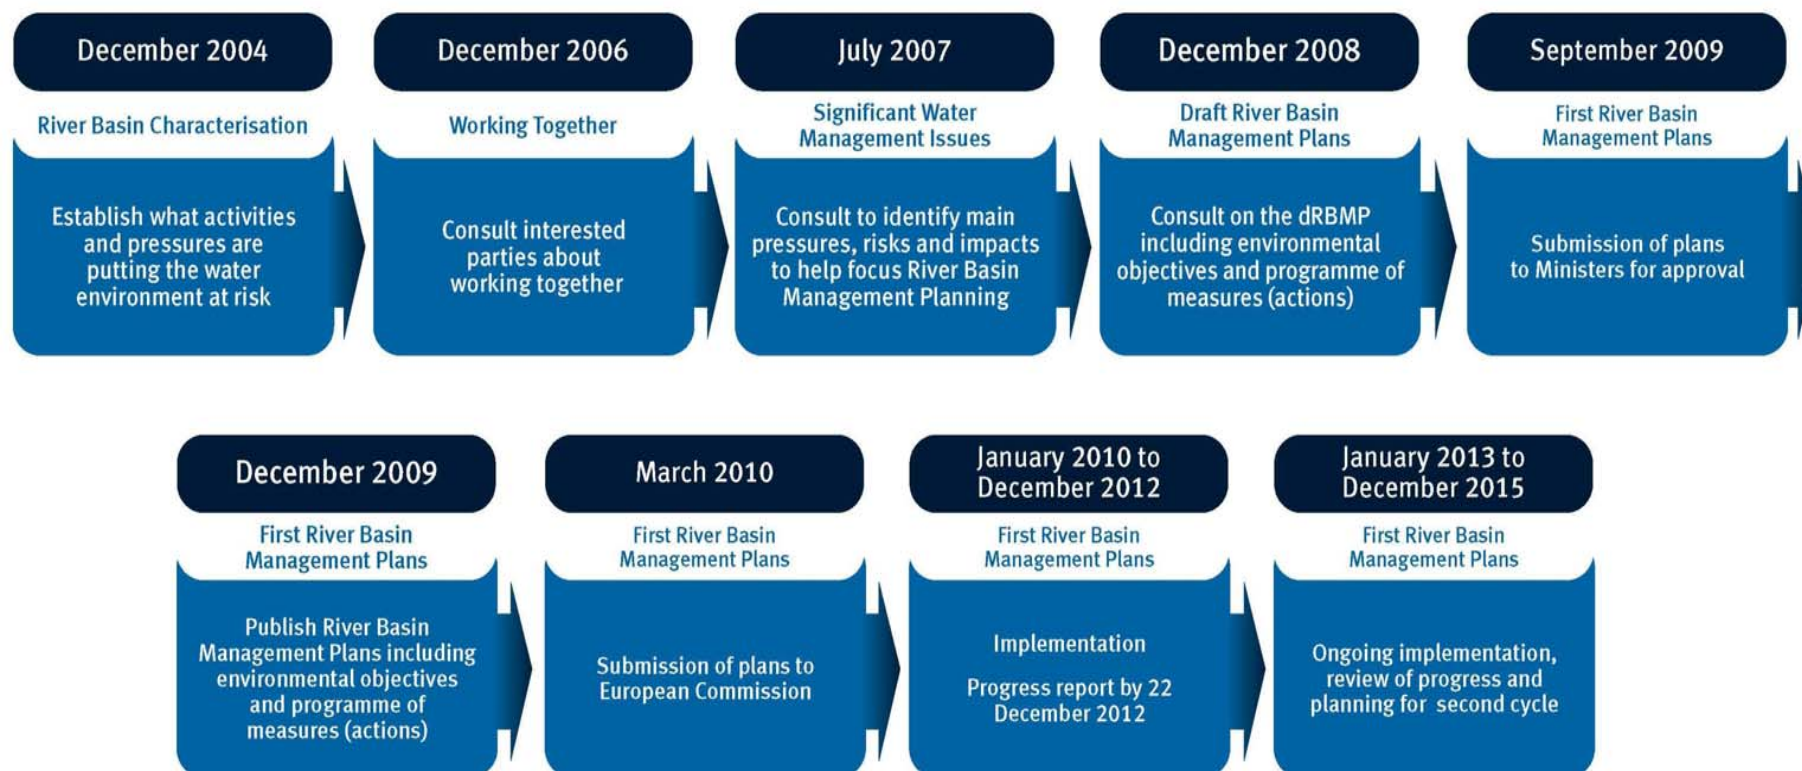 December 2004
River Basin Characterisation
Establish what activities
and pressures are
putting the water
environment at risk
December 2006
Working Together
Consult interested
parties about
working together
July 2007
Significant Water
Management Issues
Consult to identify main
pressures, risks and impacts
to help focus River Basin
Management Planning
December 2008
Draft River Basin
Management Plans
Consult on the dRBMP
including environmental
objectives and programme of
measures (actions)
September 2009
First River Basin
Management Plans
Submission of plans
to Ministers for approval
December 2009
First River Basin
Management Plans
Publish River Basin
Management Plans including
environmental objectives
and programme of
measures (actions)
March 2010
First River Basin
Management Plans
Submission of plans to
European Commission
January 2010 to
December 2012
First River Basin
Management Plans
Implementation
Progress report by 22
December 2012
January 2013 to
December 2015
First River Basin
Management Plans
Ongoing implementation,
review of progress and
planning for second cycle